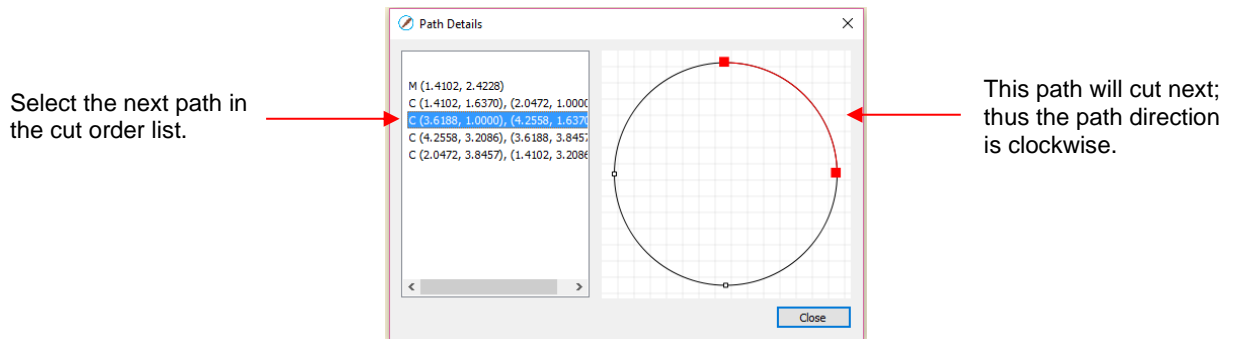 Path Details
Select the next path in
the cut order list.
M (1.4102, 2.4228)
C (1.4102, 1.6370), (2.0472, 1.0000
C (3.6188, 1.0000), (4.2558, 1.6370
C (4.2558, 3.2086), (3.6188, 3.8457
C (2.0472, 3.8457), (1.4102, 3.2086
This path will cut next;
thus the path direction
is clockwise.
Close